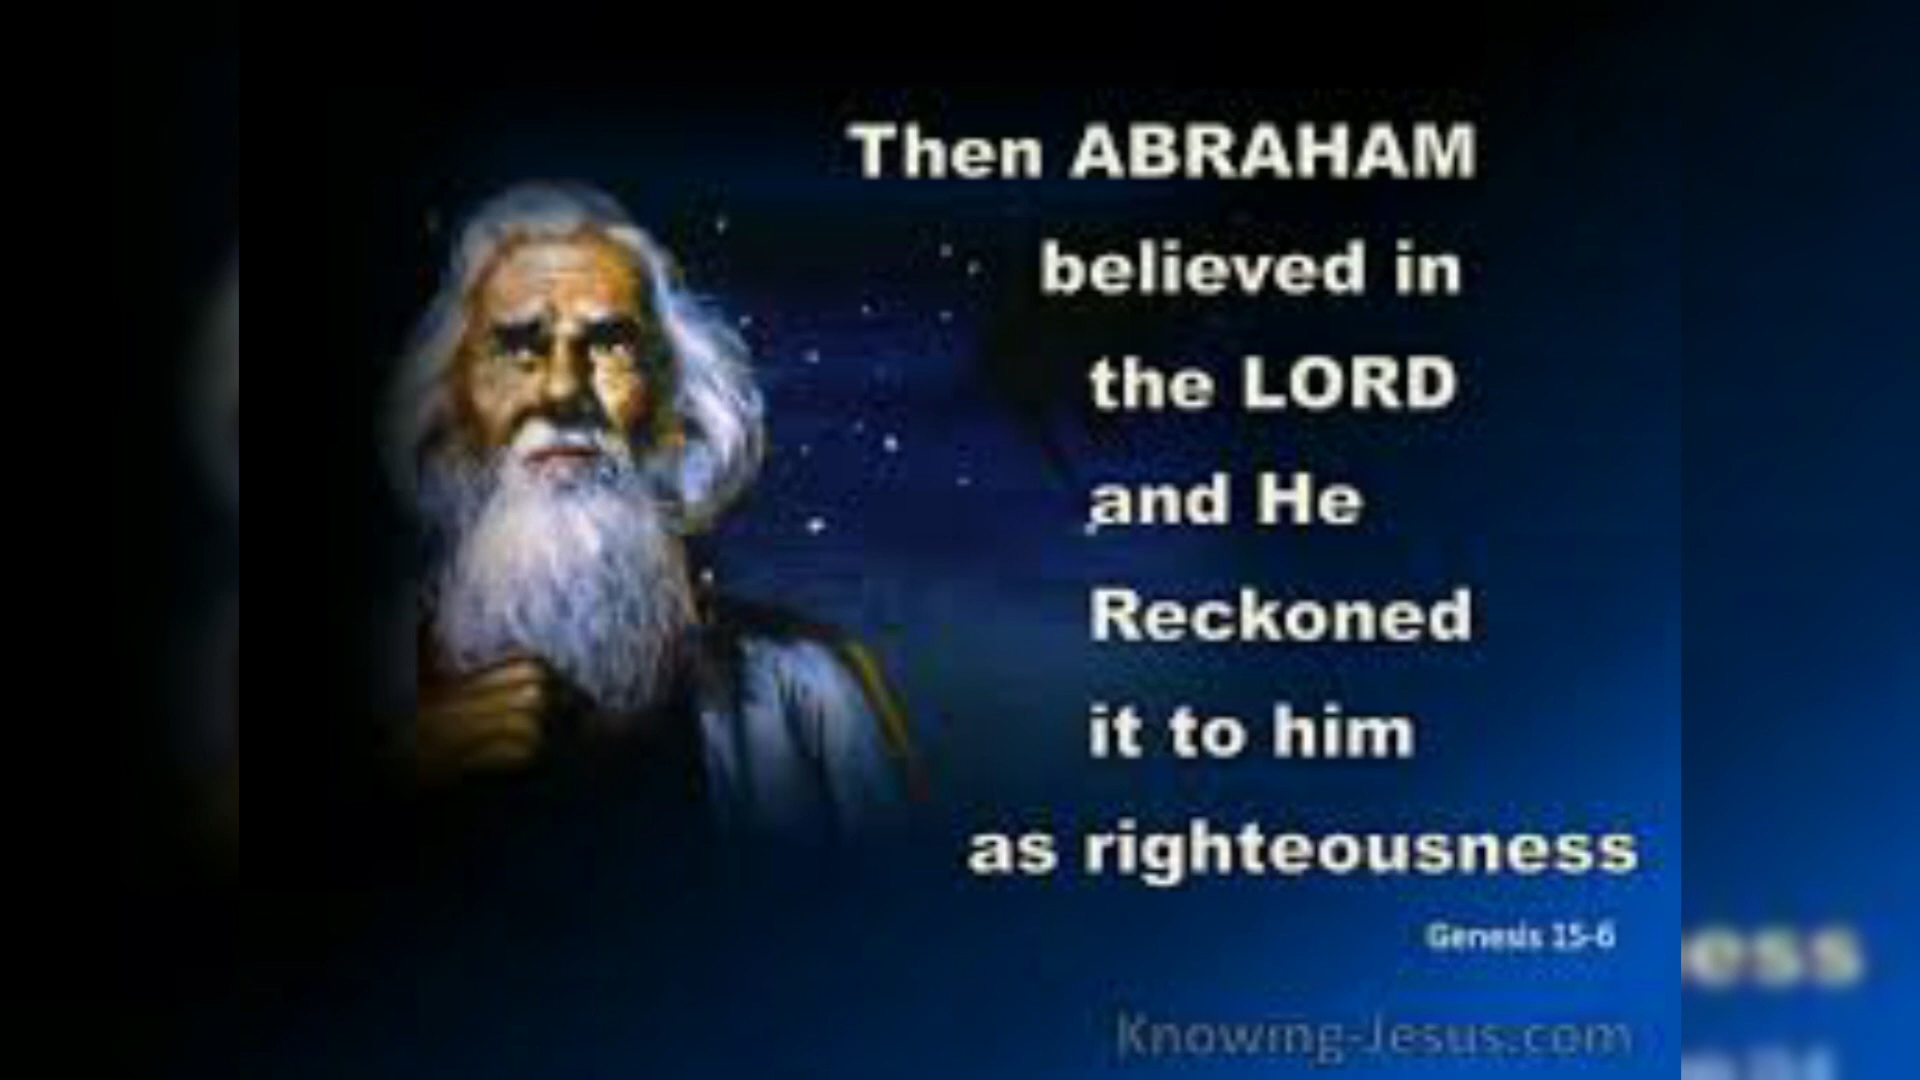 Then ABRAHAM
believed in
the LORD
and He
Reckoned
it to him
as righteousness
Genesis 15-6
Knowing-Jesus.com
ess